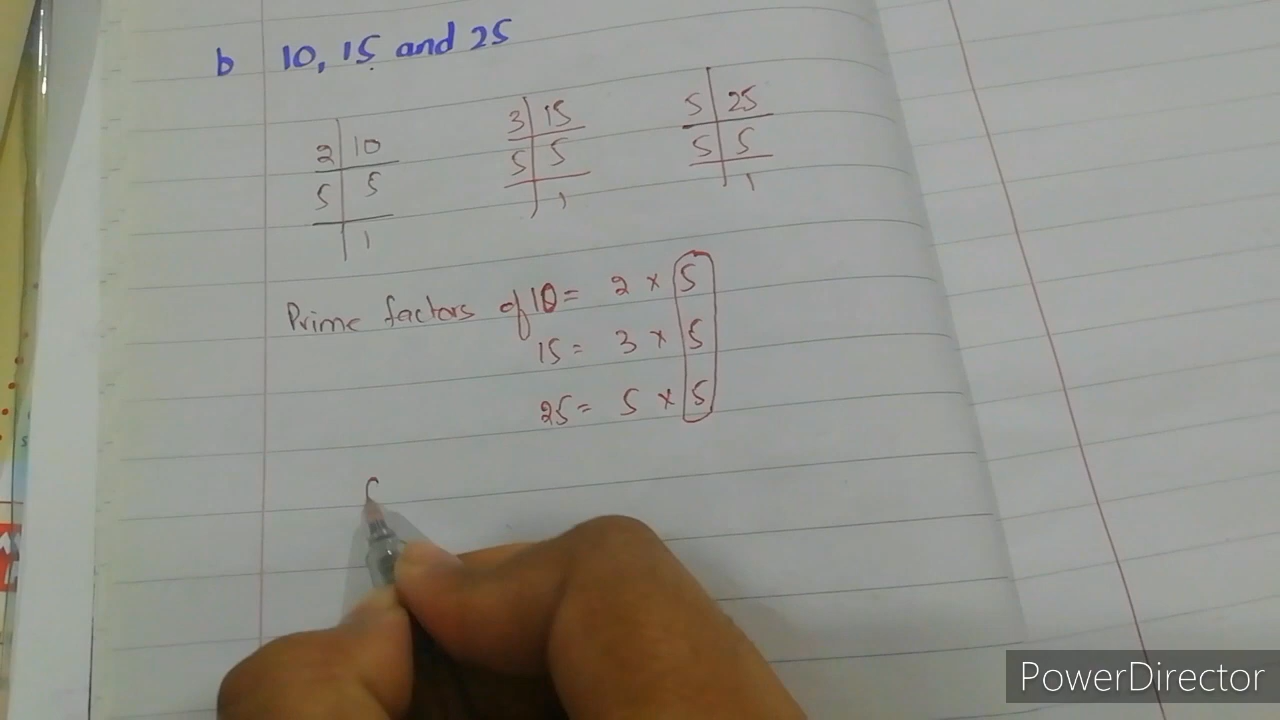 b 10, 15 and 25
2 10
5 5
1
3 15
5 5
1
5 25
5 5
1
Prime factors of 10 = 2 × 5
15 = 3 × 5
25 = 5 × 5
PowerDirector